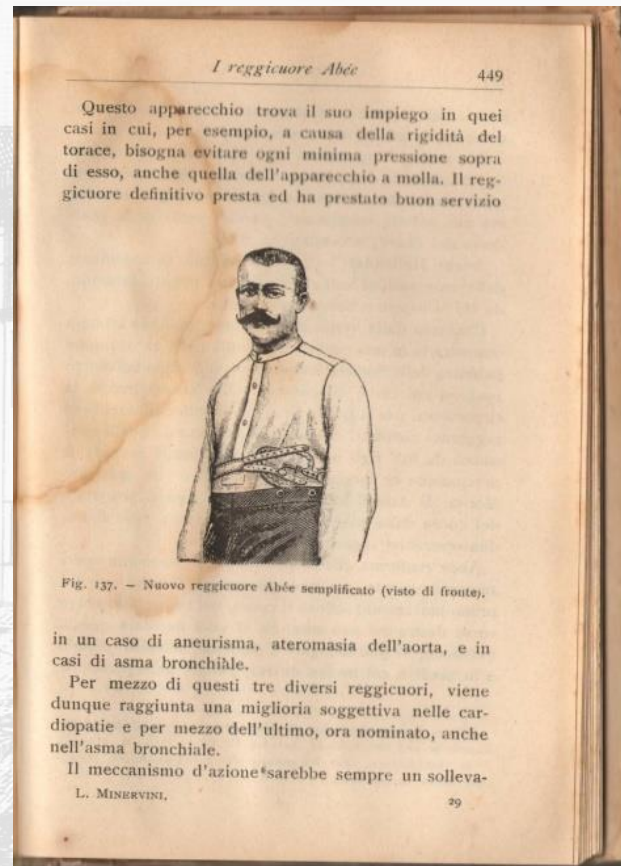 I reggicuore Abée
449
Questo apparecchio trova il suo impiego in quei
casi in cui, per esempio, a causa della rigidità del
torace, bisogna evitare ogni minima pressione sopra
di esso, anche quella dell'apparecchio a molla. Il reg-
gicuore definitivo presta ed ha prestato buon servizio
Fig. 137. — Nuovo reggicuore Abée semplificato (visto di fronte).
in un caso di aneurisma, ateromasia dell'aorta, e in
casi di asma bronchiale.
Per mezzo di questi tre diversi reggicuori, viene
dunque raggiunta una miglioria soggettiva nelle car-
diopatie e per mezzo dell'ultimo, ora nominato, anche
nell'asma bronchiale.
Il meccanismo d'azione sarebbe sempre un solleva-
L. MINERVINI.
29